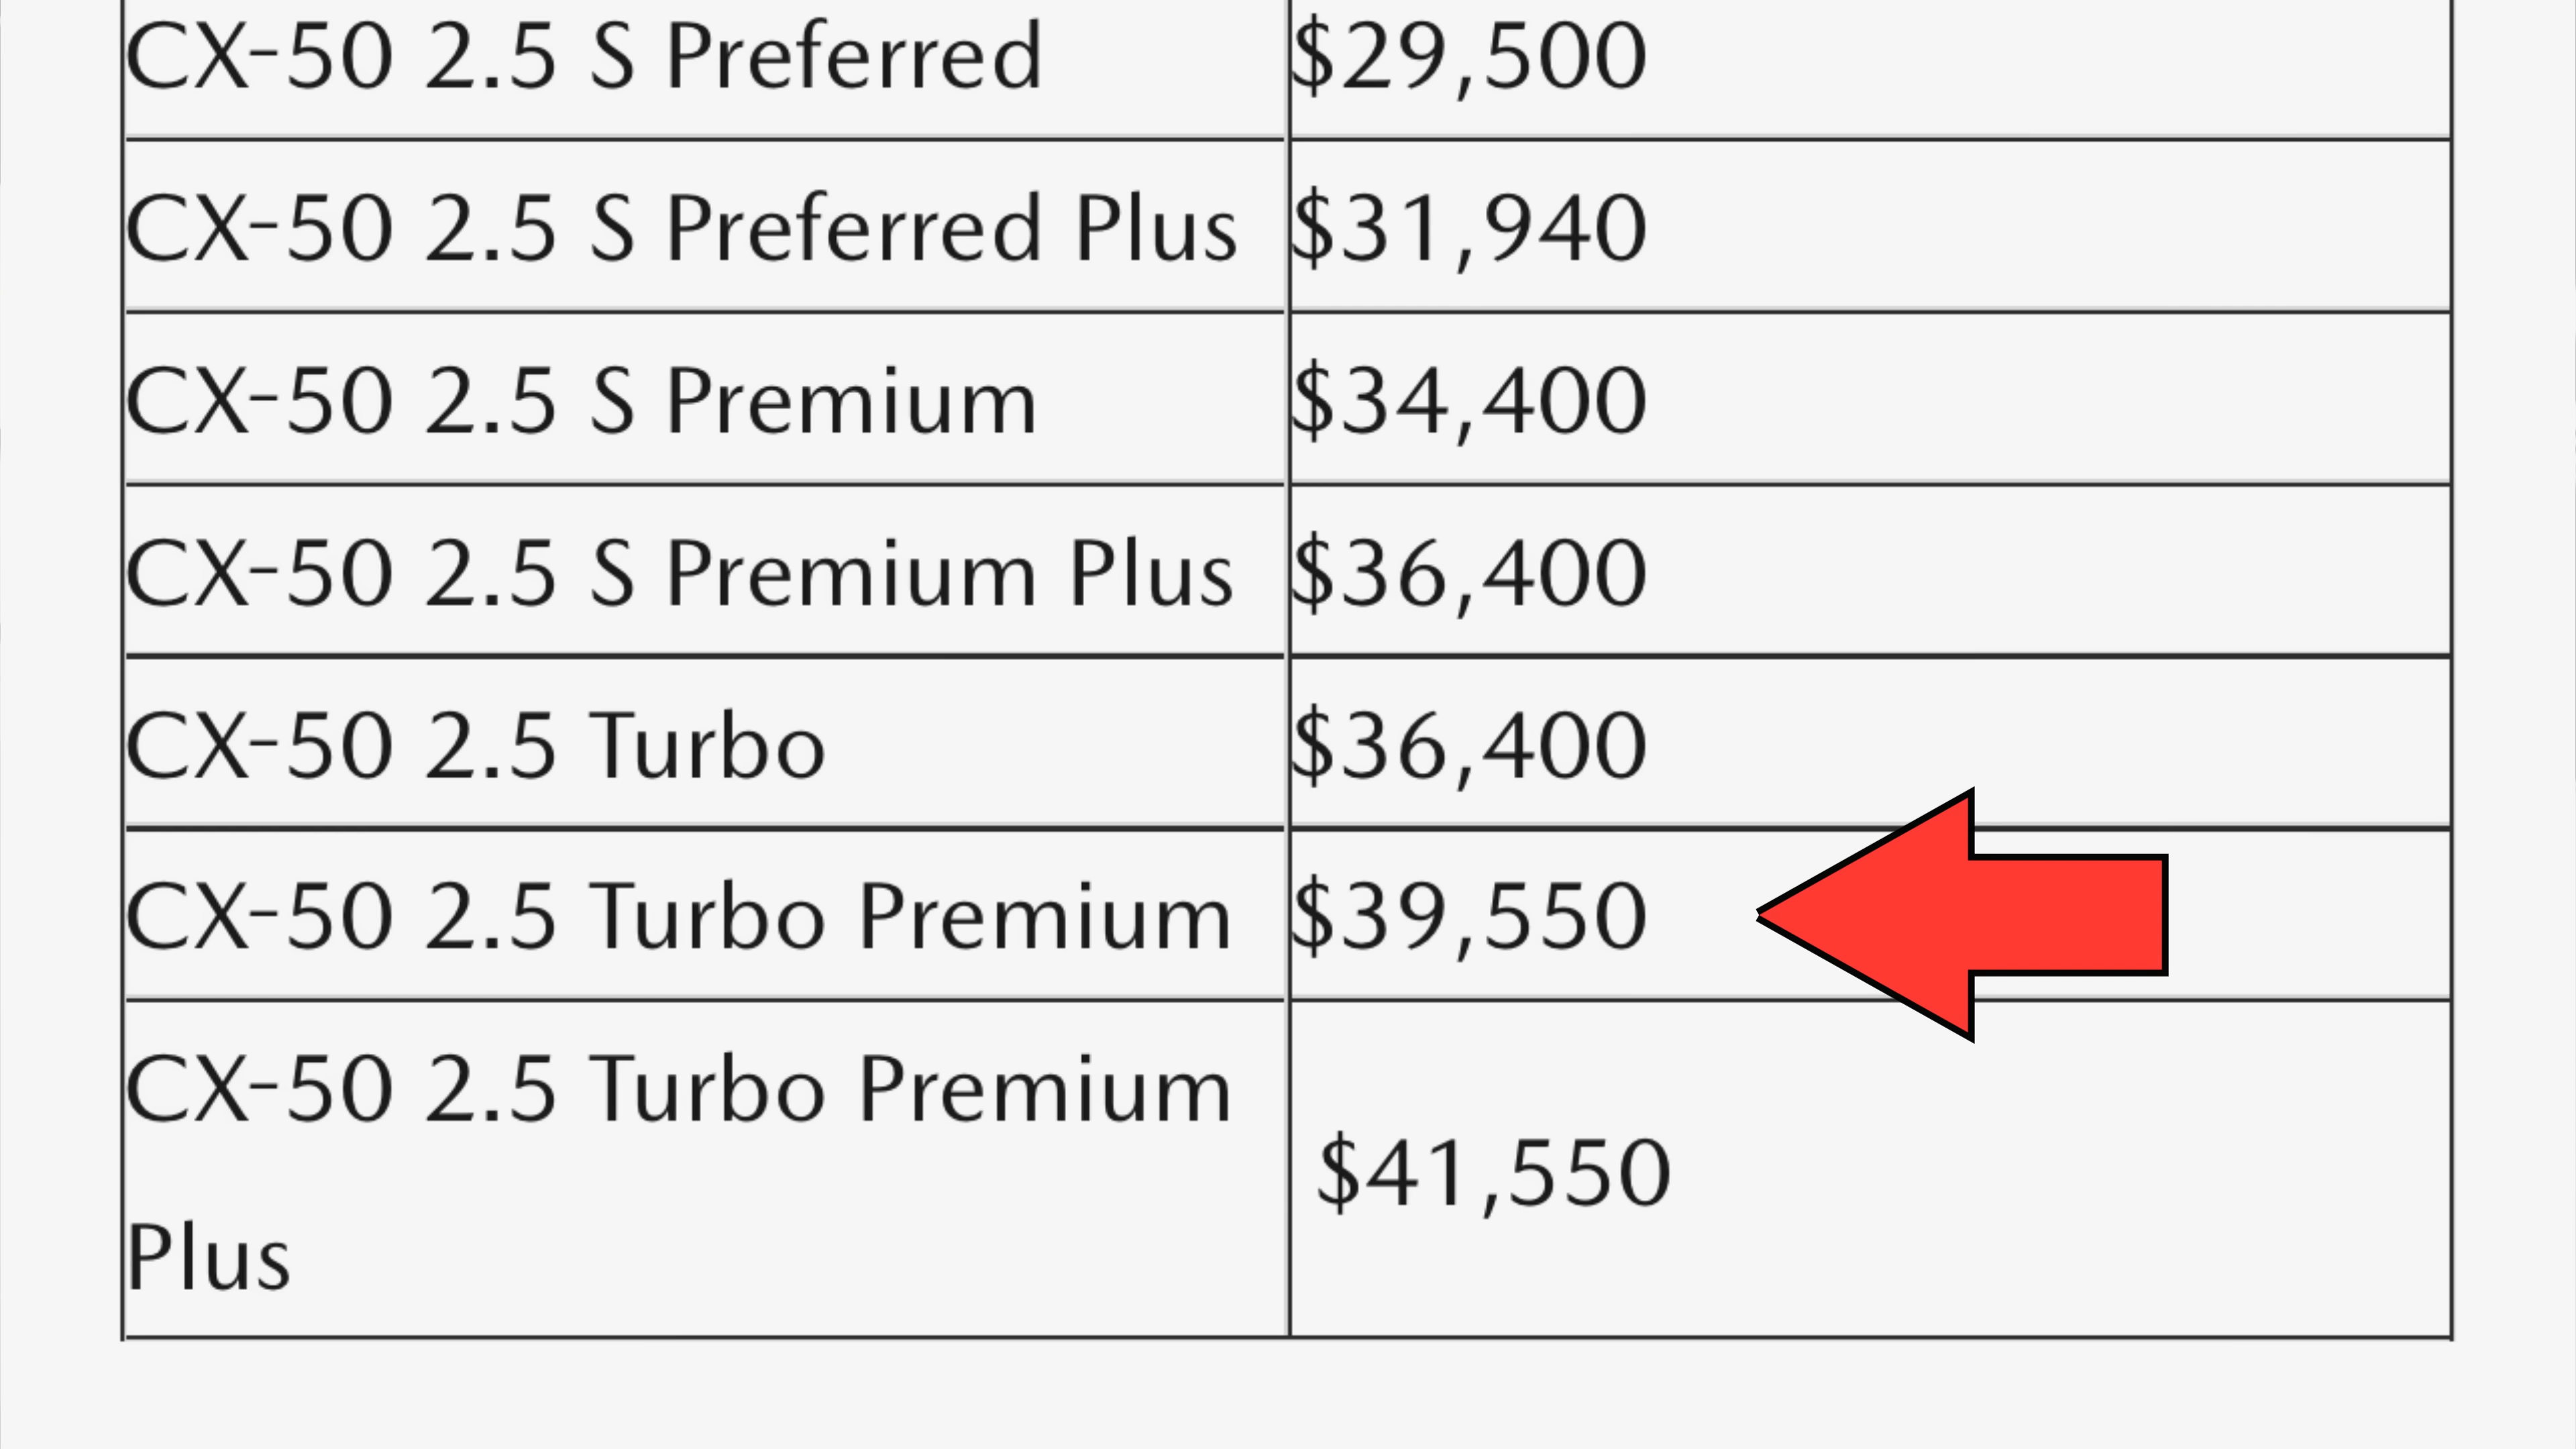 CX-50 2.5 S Preferred $29,500
CX-50 2.5 S Preferred Plus $31,940
CX-50 2.5 S Premium $34,400
CX-50 2.5 S Premium Plus $36,400
CX-50 2.5 Turbo $36,400
CX-50 2.5 Turbo Premium $39,550
CX-50 2.5 Turbo Premium
Plus
$41,550